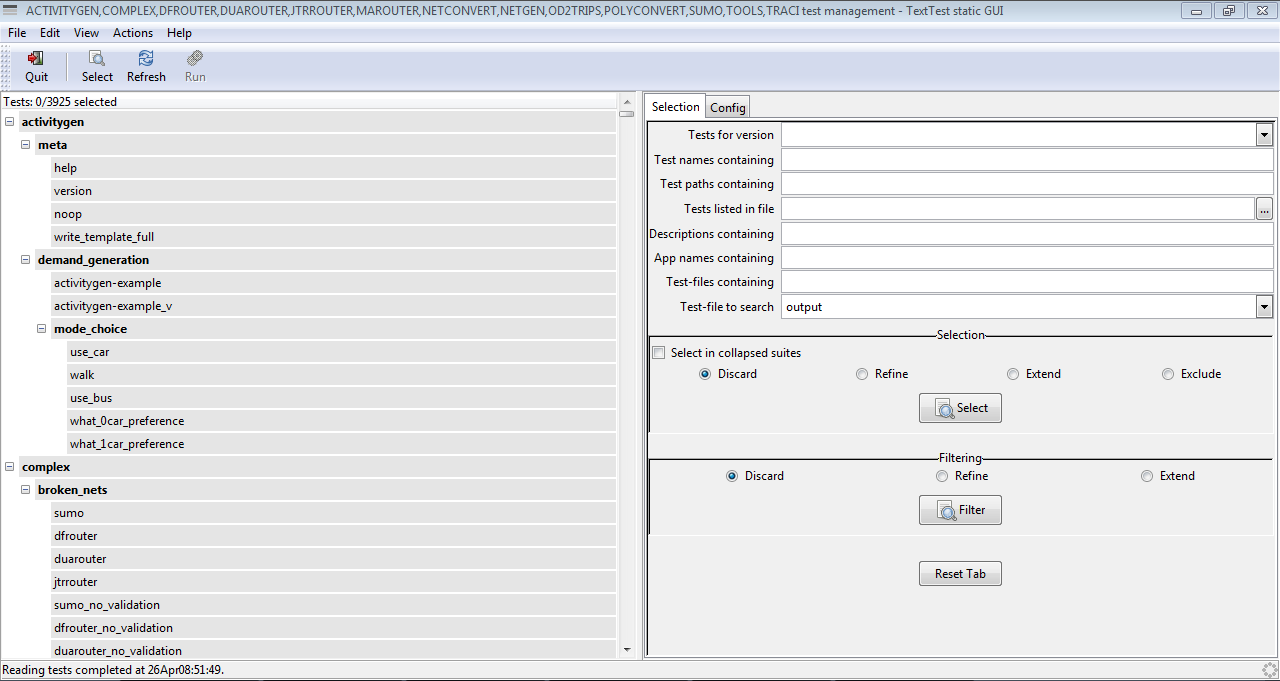 ACTIVITYGEN,COMPLEX,DFROUTER,DUAROUTER,JTRROUTER,MAROUTER,NETCONVERT,NETGEN,OD2TRIPS,POLYCONVERT,SUMO,TOOLS,TRACI test management - TextTest static GUI
File Edit View Actions Help
Quit Select Refresh Run
Tests: 0/3925 selected
activitygen
meta
help
version
noop
write_template_full
demand_generation
activitygen-example
activitygen-example_v
mode_choice
use_car
walk
use_bus
what_0car_preference
what_1car_preference
complex
broken_nets
sumo
dfrouter
duarouter
jtrrouter
sumo_no_validation
dfrouter_no_validation
duarouter_no_validation
Selection Config
Tests for version
Test names containing
Test paths containing
Tests listed in file ...
Descriptions containing
App names containing
Test-files containing
Test-file to search output
Selection
Select in collapsed suites
Discard Refine Extend Exclude
Select
Filtering
Discard Refine Extend
Filter
Reset Tab
Reading tests completed at 26Apr08:51:49.